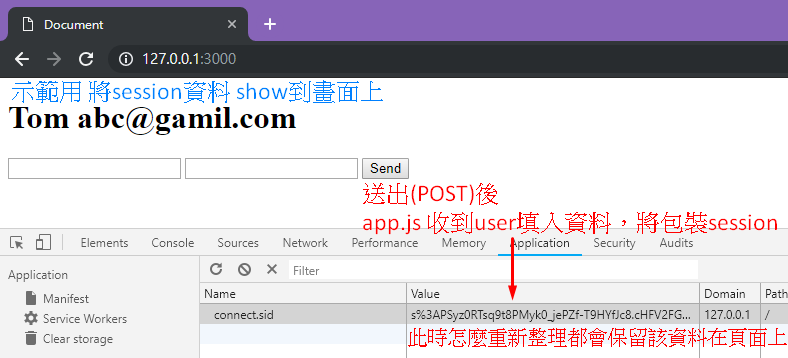 Document
127.0.0.1:3000
示範用 將session資料 show到畫面上
Tom abc@gamil.com
Send
送出(POST)後
app.js 收到user填入資料，將包裝session
Elements Console Sources Network Performance Memory Application Security Audits
Application
Filter
Manifest
Service Workers
Clear storage
Name Value Domain Path
connect.sid s%3APSyz0RTsq9t8PMyk0_jePZf-T9HYfJc8.cHFV2FG... 127.0.0.1 /
此時怎麼重新整理都會保留該資料在頁面上